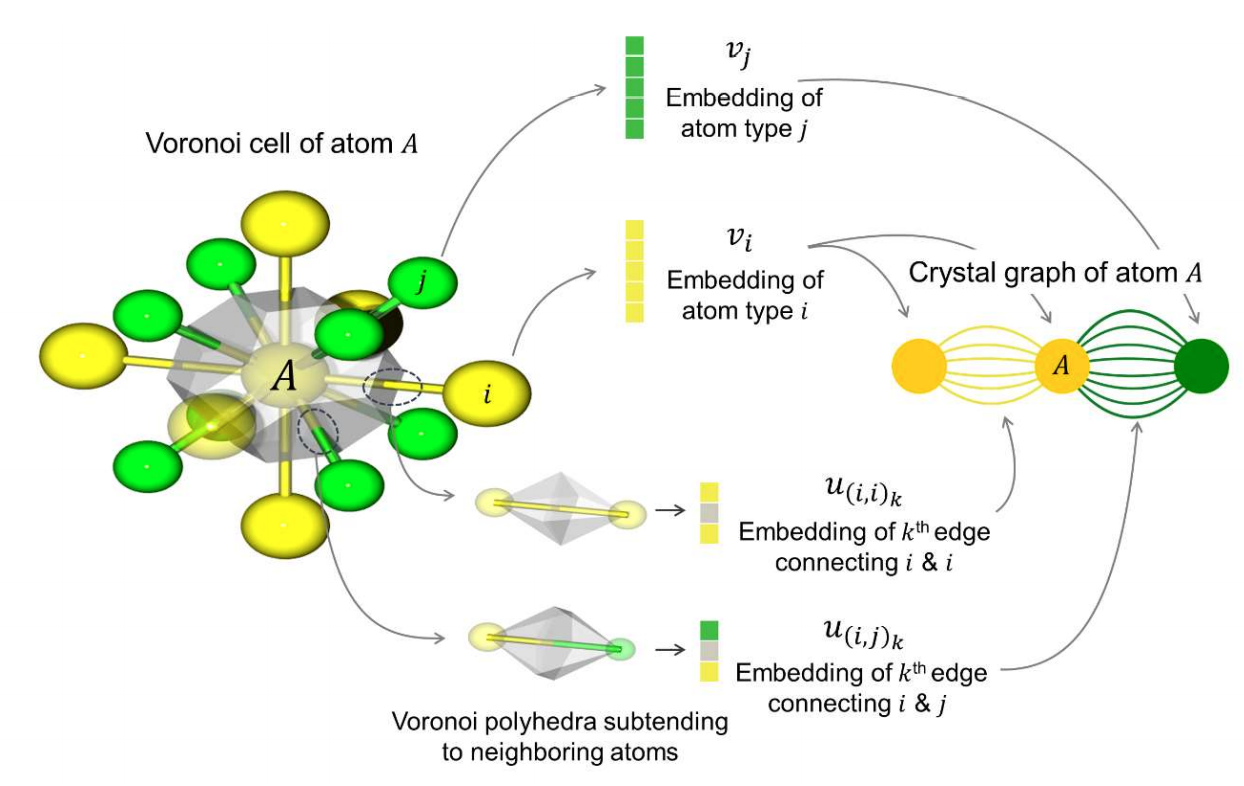 Voronoi cell of atom A
A
j
i
v_j
Embedding of
atom type j
v_i
Embedding of
atom type i
Crystal graph of atom A
A
u_{(i,i)_k}
Embedding of k^{th} edge
connecting i & i
u_{(i,j)_k}
Embedding of k^{th} edge
connecting i & j
Voronoi polyhedra subtending
to neighboring atoms